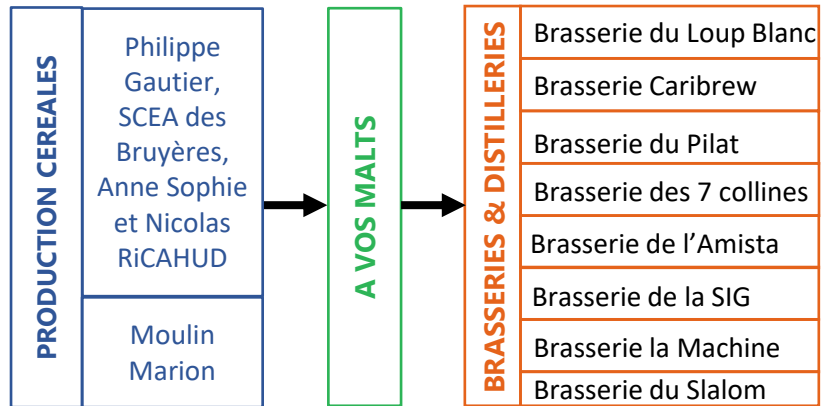 PRODUCTION CEREALES
Philippe
Gautier,
SCEA des
Bruyères,
Anne Sophie
et Nicolas
RiCAHUD
Moulin
Marion
A VOS MALTS
BRASSERIES & DISTILLERIES
Brasserie du Loup Blanc
Brasserie Caribrew
Brasserie du Pilat
Brasserie des 7 collines
Brasserie de l’Amista
Brasserie de la SIG
Brasserie la Machine
Brasserie du Slalom